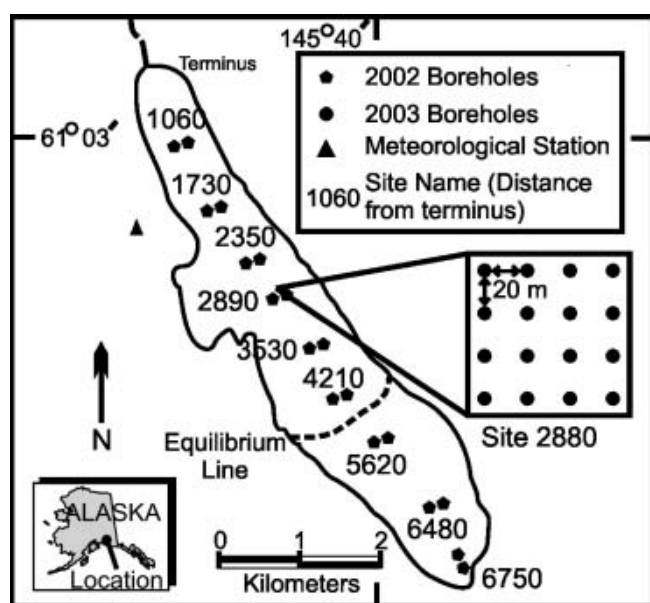 145° 40′
Terminus
61° 03′
1060
1730
2350
2890
3530
4210
5620
6480
6750
Equilibrium
Line
N
2002 Boreholes
2003 Boreholes
Meteorological Station
1060 Site Name (Distance
from terminus)
20 m
Site 2880
ALASKA
Location
0 1 2
Kilometers